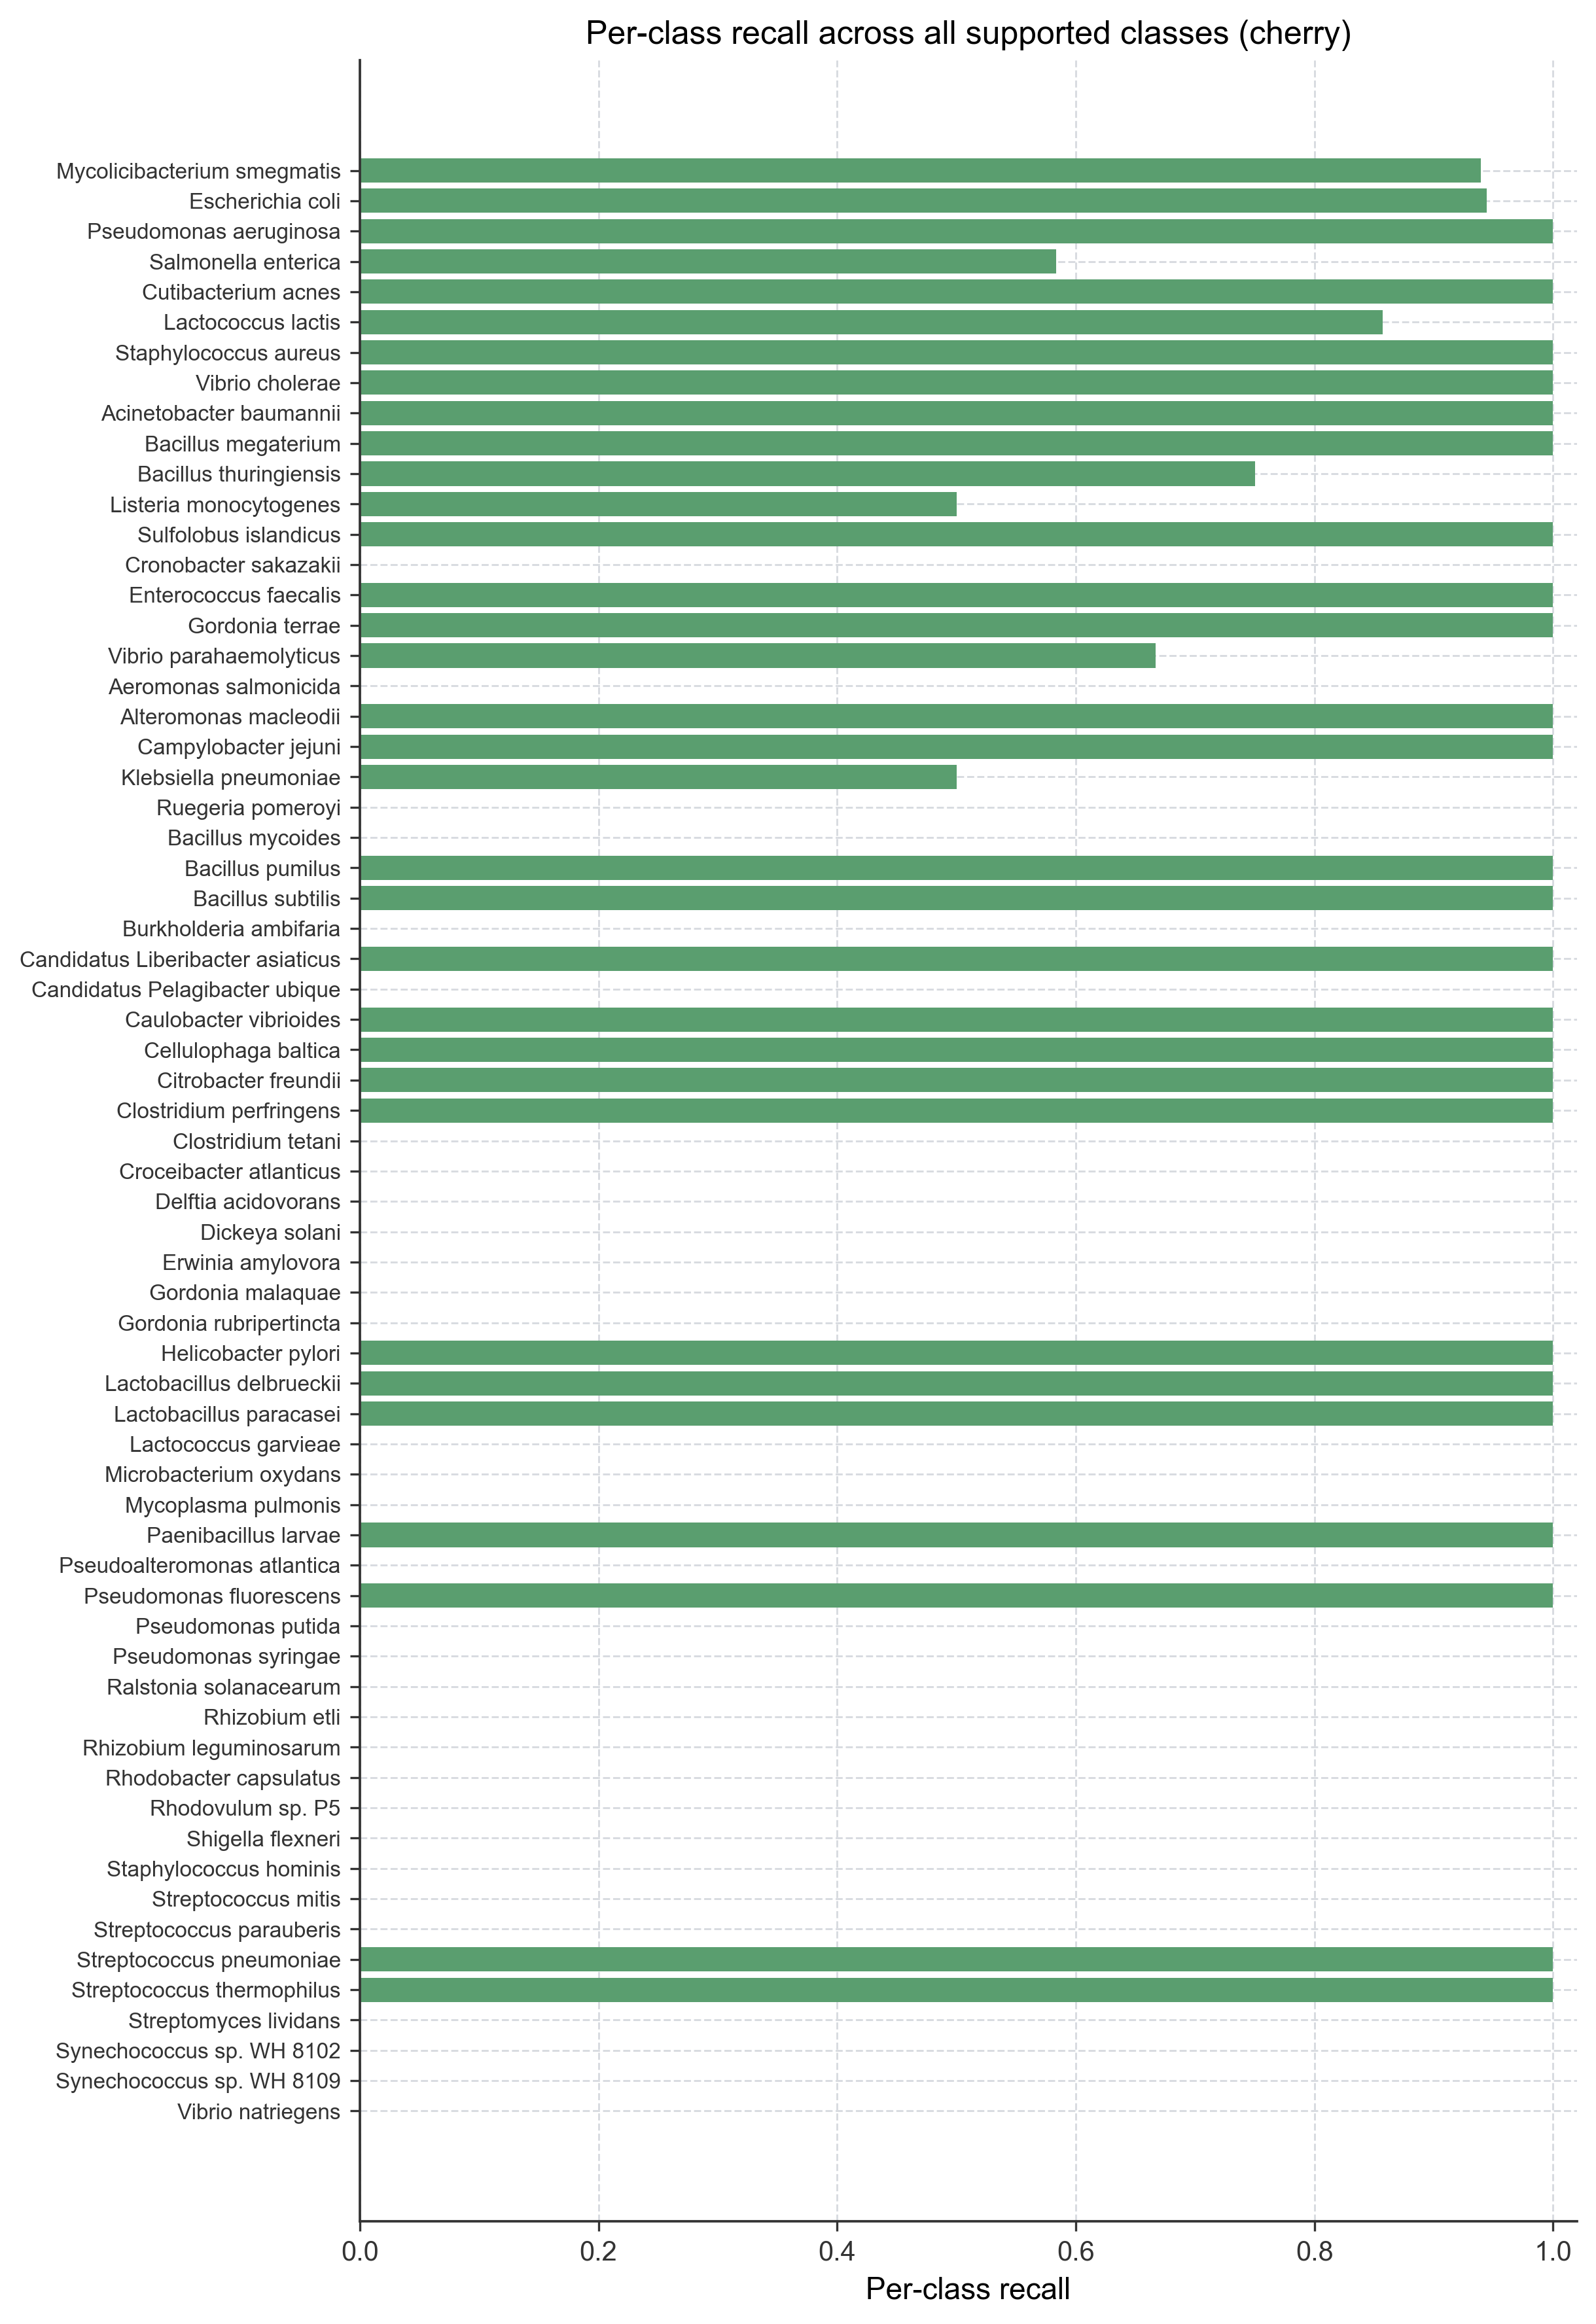 Per-class recall across all supported classes (cherry)
Mycolicibacterium smegmatis
Escherichia coli
Pseudomonas aeruginosa
Salmonella enterica
Cutibacterium acnes
Lactococcus lactis
Staphylococcus aureus
Vibrio cholerae
Acinetobacter baumannii
Bacillus megaterium
Bacillus thuringiensis
Listeria monocytogenes
Sulfolobus islandicus
Cronobacter sakazakii
Enterococcus faecalis
Gordonia terrae
Vibrio parahaemolyticus
Aeromonas salmonicida
Alteromonas macleodii
Campylobacter jejuni
Klebsiella pneumoniae
Ruegeria pomeroyi
Bacillus mycoides
Bacillus pumilus
Bacillus subtilis
Burkholderia ambifaria
Candidatus Liberibacter asiaticus
Candidatus Pelagibacter ubique
Caulobacter vibrioides
Cellulophaga baltica
Citrobacter freundii
Clostridium perfringens
Clostridium tetani
Croceibacter atlanticus
Delftia acidovorans
Dickeya solani
Erwinia amylovora
Gordonia malaquae
Gordonia rubripertincta
Helicobacter pylori
Lactobacillus delbrueckii
Lactobacillus paracasei
Lactococcus garvieae
Microbacterium oxydans
Mycoplasma pulmonis
Paenibacillus larvae
Pseudoalteromonas atlantica
Pseudomonas fluorescens
Pseudomonas putida
Pseudomonas syringae
Ralstonia solanacearum
Rhizobium etli
Rhizobium leguminosarum
Rhodobacter capsulatus
Rhodovulum sp. P5
Shigella flexneri
Staphylococcus hominis
Streptococcus mitis
Streptococcus parauberis
Streptococcus pneumoniae
Streptococcus thermophilus
Streptomyces lividans
Synechococcus sp. WH 8102
Synechococcus sp. WH 8109
Vibrio natriegens
0.0 0.2 0.4 0.6 0.8 1.0
Per-class recall